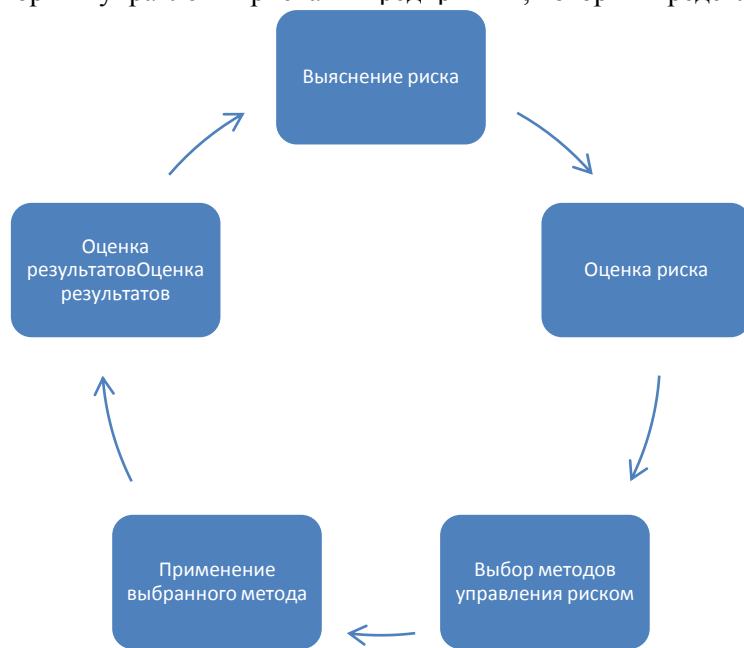 Выяснение риска
Оценка риска
Выбор методов
управления риском
Применение
выбранного метода
Оценка
результатовОценка
результатов